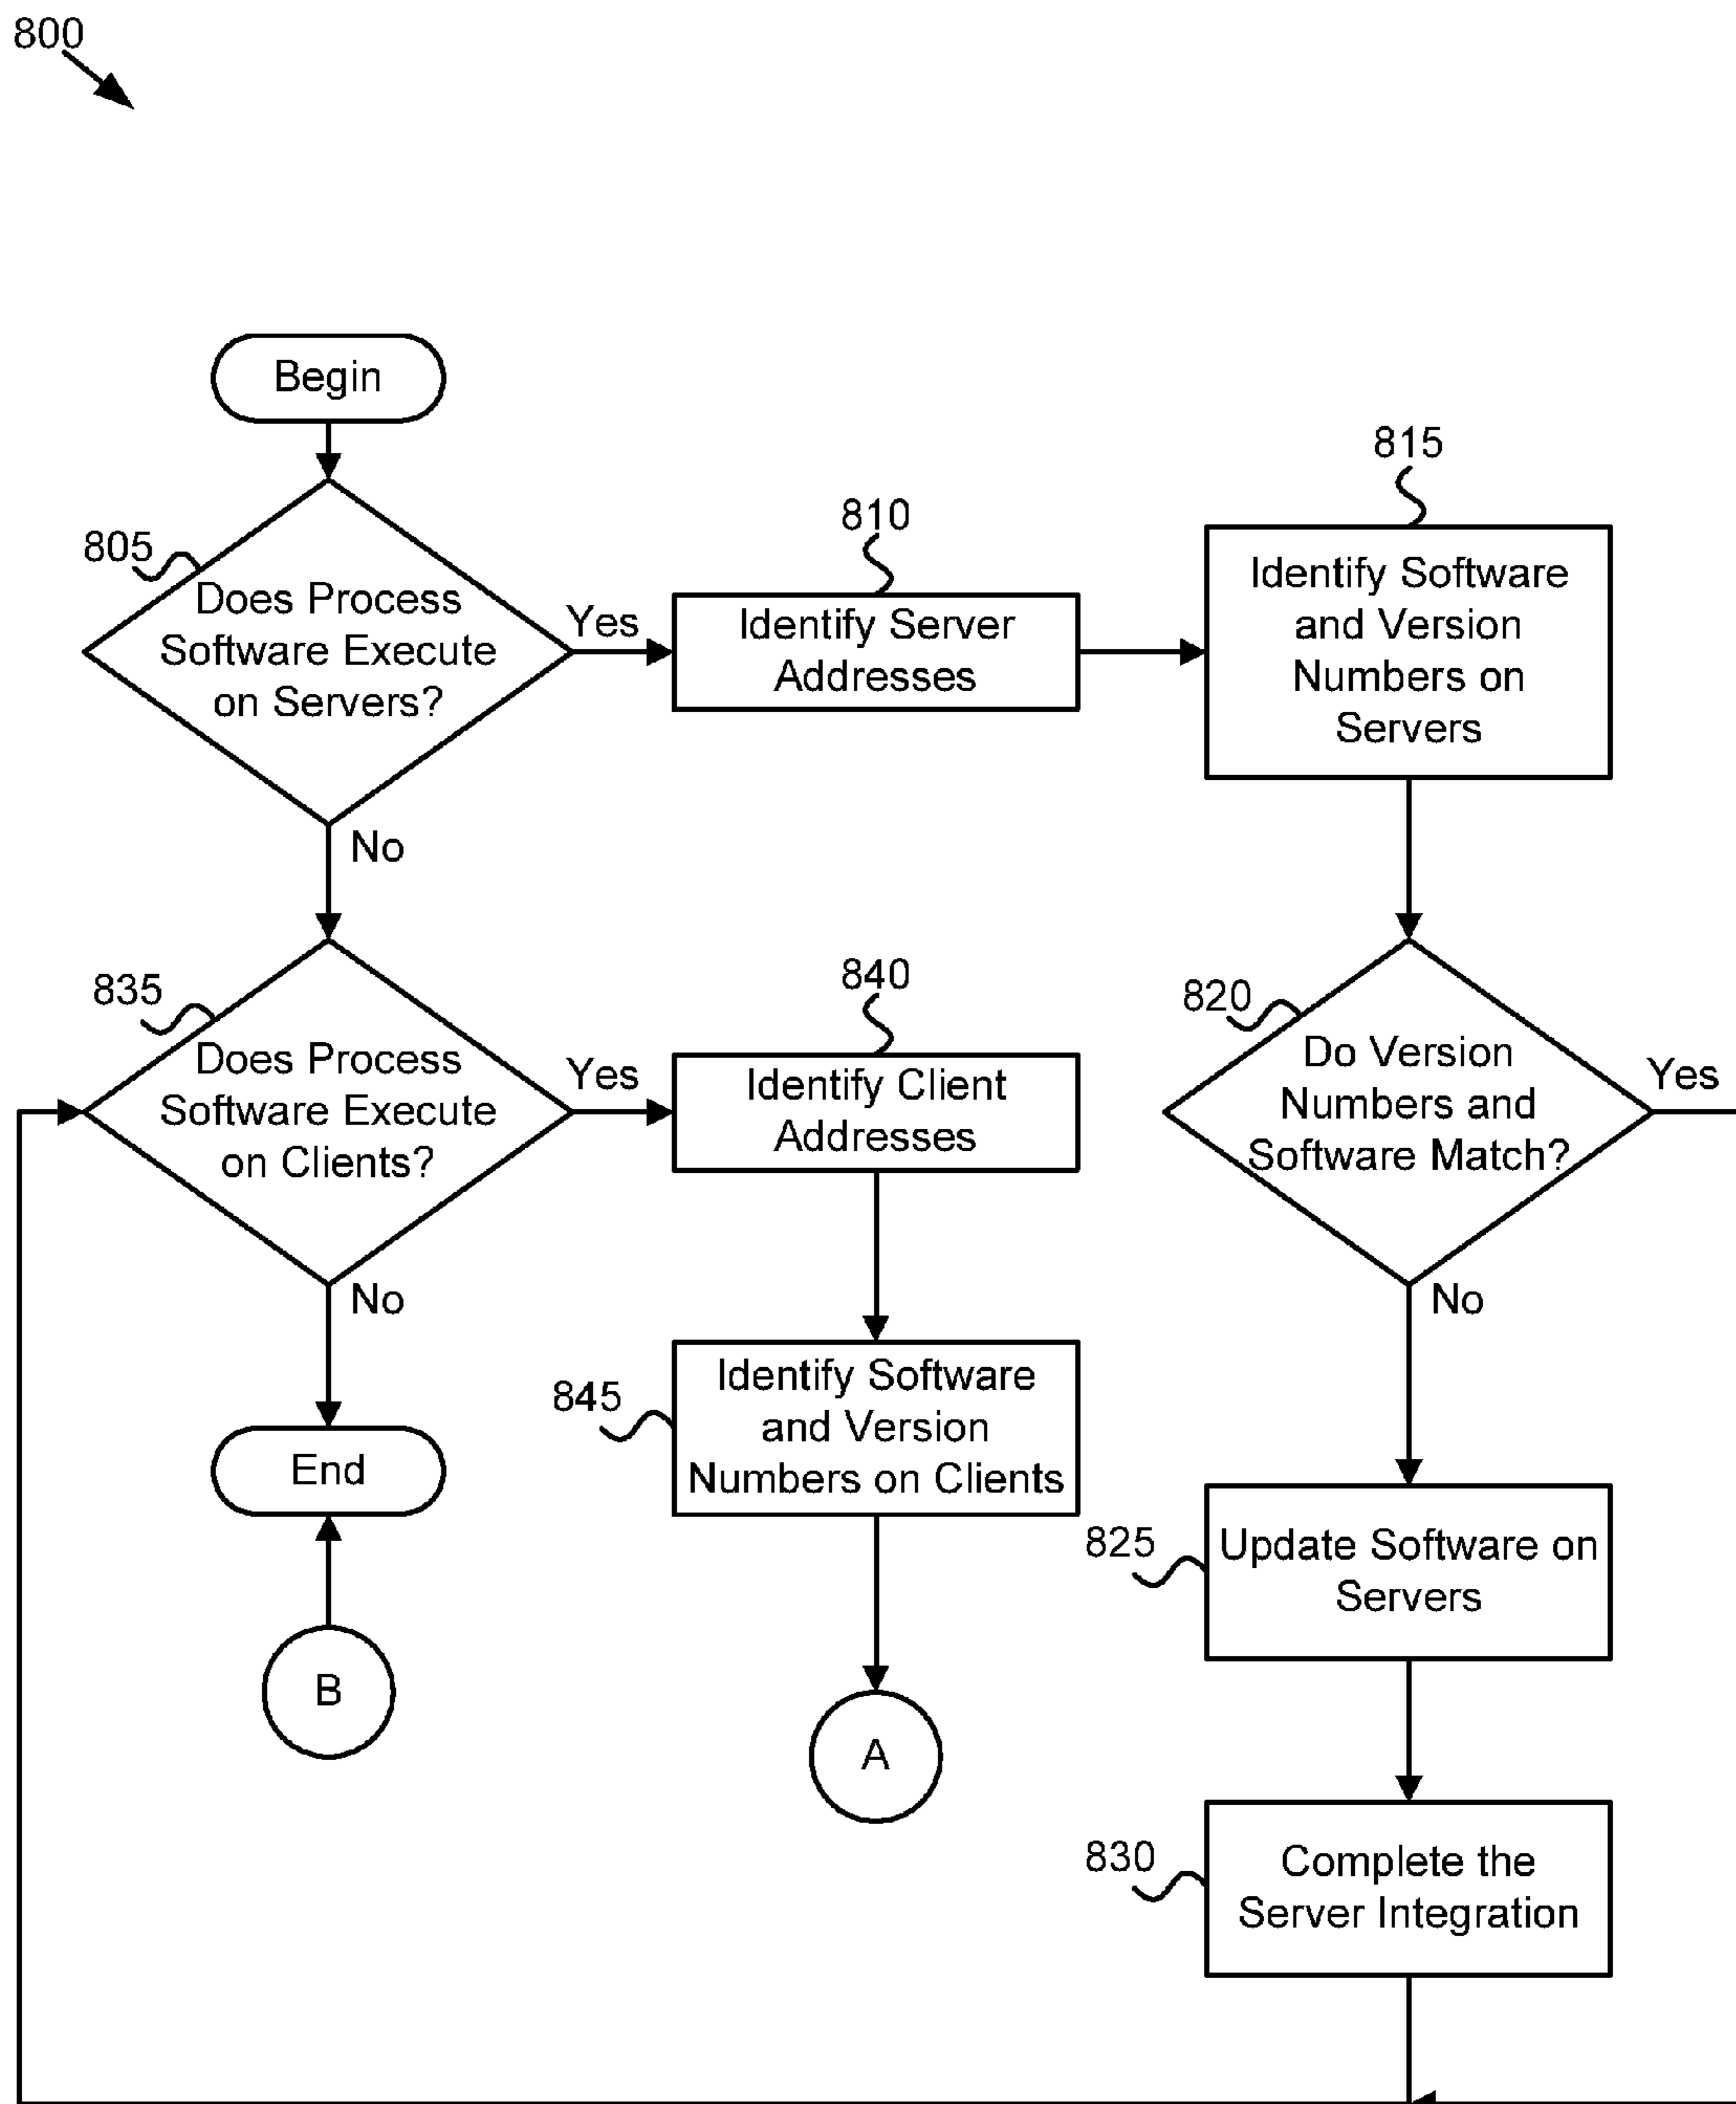 800
Begin
805
Does Process
Software Execute
on Servers?
Yes
No
810
Identify Server
Addresses
815
Identify Software
and Version
Numbers on
Servers
835
Does Process
Software Execute
on Clients?
Yes
No
840
Identify Client
Addresses
820
Do Version
Numbers and
Software Match?
Yes
No
End
845
Identify Software
and Version
Numbers on Clients
825
Update Software on
Servers
B
A
830
Complete the
Server Integration